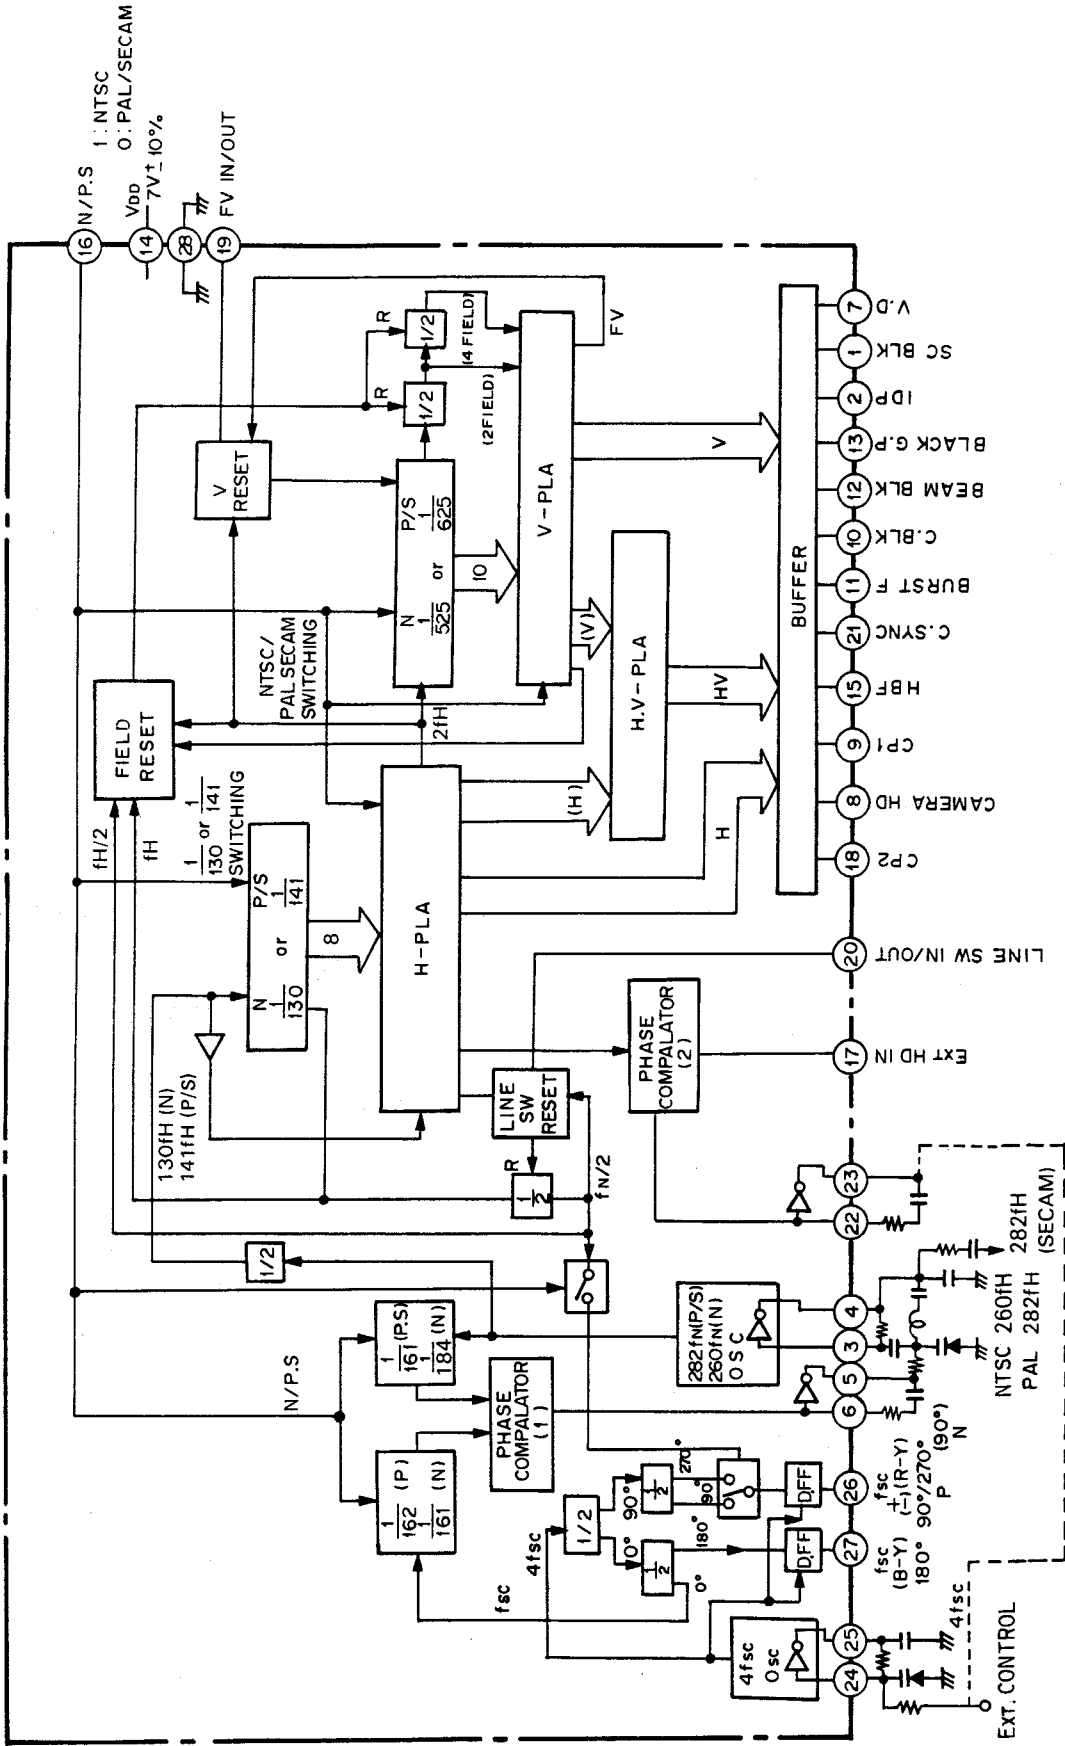 16 N/P.S
1 : NTSC
0 : PAL/SECAM
14 VDD
7V±10%
28
19 FV IN/OUT
FIELD
RESET
V
RESET
R
R
1/2
1/2
(2FIELD)
(4 FIELD)
FV
fH/2
fH
1/130 or 1/141
SWITCHING
NTSC/
PAL SECAM
SWITCHING
2fH
N P/S
1/130 or 1/141
8
N P/S
1/525 or 1/625
10
130fH (N)
141fH (P/S)
H-PLA
V-PLA
H.V-PLA
(H)
(V)
H
HV
V
BUFFER
LINE
SW
RESET
R
1/2
fN/2
PHASE
COMPALATOR
(2)
N/P.S
1/2
1/161 (P.S)
1/184 (N)
1/162 (P)
1/161 (N)
PHASE
COMPALATOR
(1)
282fN(P/S)
260fN(N)
OSC
fsc
4fsc
1/2
90°
0°
1/2
1/2
270°
90°
180°
0°
D.FF
D.FF
4fsc
Osc
24
25
27
26
6
5
3
4
22
23
17
20
18
8
9
15
21
11
10
12
13
2
1
7
EXT. CONTROL
4fsc
fsc
(B-Y)
180°
fsc
(+)(-)(R-Y)
90°/270°
P
(90°)
N
NTSC 260fH
PAL 282fH
282fH
(SECAM)
Ext HD IN
LINE SW IN/OUT
CP2
CAMERA HD
CP1
HBF
C.SYNC
BURST F
C.BLK
BEAM BLK
BLACK G.P
IDP
SC BLK
V.D